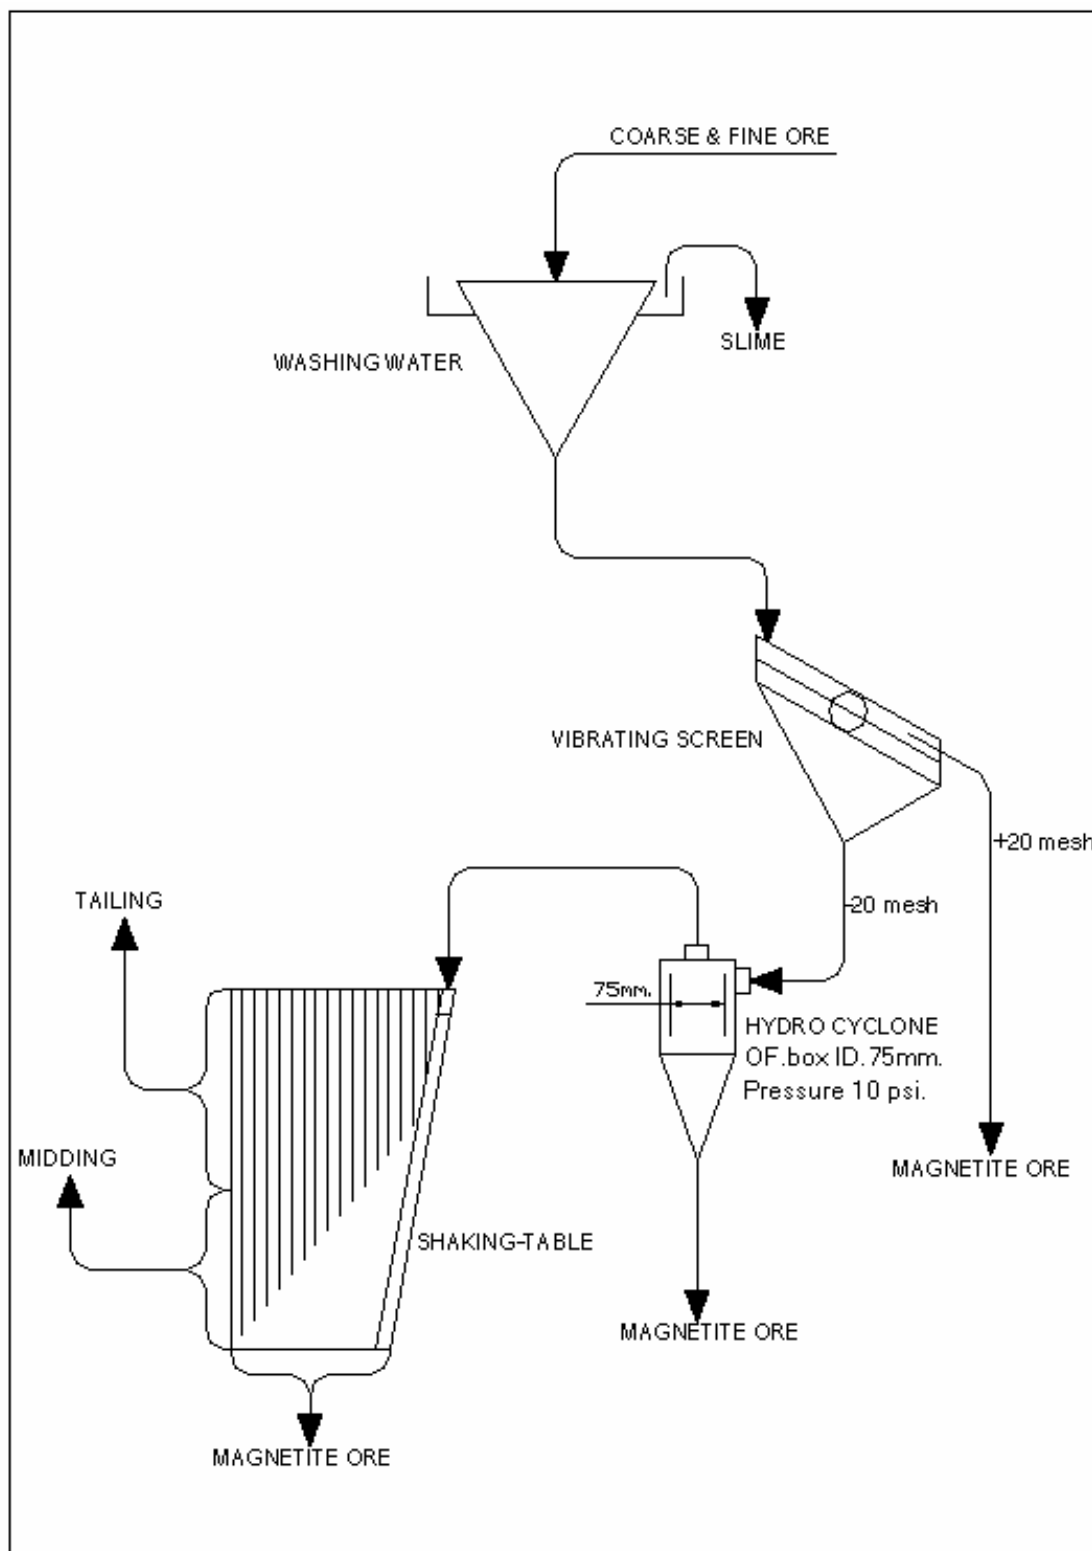 COARSE & FINE ORE
SLIME
WASHING WATER
VIBRATING SCREEN
+20 mesh
-20 mesh
TAILING
75mm.
HYDRO CYCLONE
OF.box ID. 75mm.
Pressure 10 psi.
MIDDING
MAGNETITE ORE
SHAKING-TABLE
MAGNETITE ORE
MAGNETITE ORE